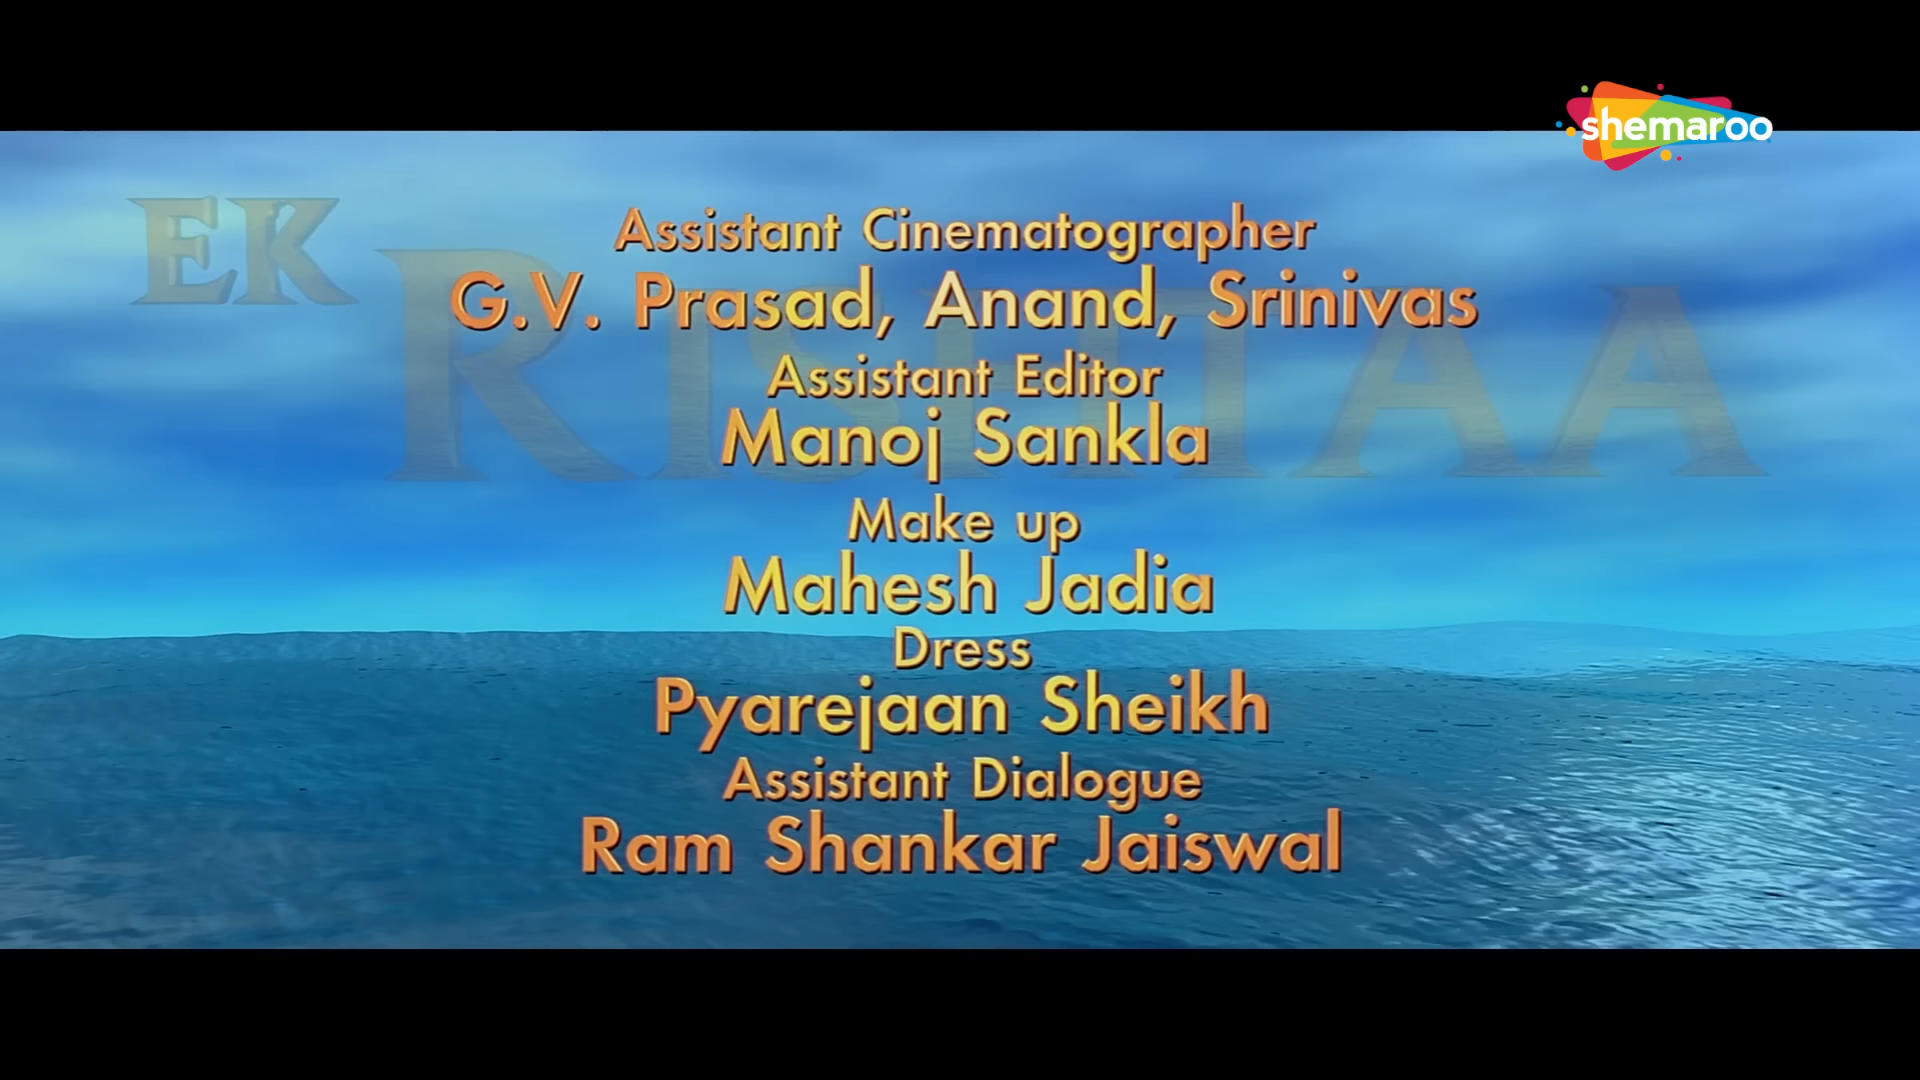 shemaroo
EK
RISHTAA
Assistant Cinematographer
G.V. Prasad, Anand, Srinivas
Assistant Editor
Manoj Sankla
Make up
Mahesh Jadia
Dress
Pyarejaan Sheikh
Assistant Dialogue
Ram Shankar Jaiswal